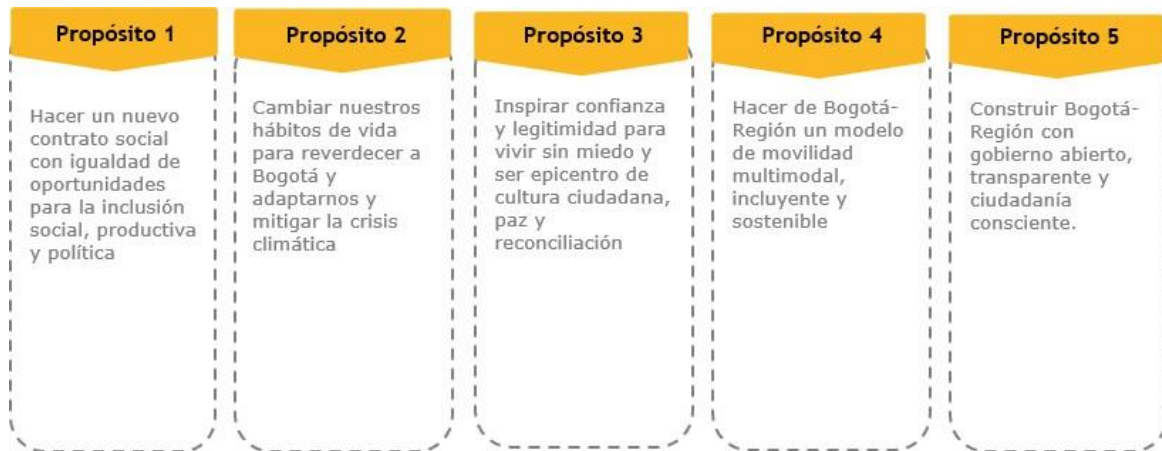 Propósito 1
Hacer un nuevo
contrato social
con igualdad de
oportunidades
para la inclusión
social, productiva
y política
Propósito 2
Cambiar nuestros
hábitos de vida
para reverdecer a
Bogotá y
adaptarnos y
mitigar la crisis
climática
Propósito 3
Inspirar confianza
y legitimidad para
vivir sin miedo y
ser epicentro de
cultura ciudadana,
paz y
reconciliación
Propósito 4
Hacer de Bogotá-
Región un modelo
de movilidad
multimodal,
incluyente y
sostenible
Propósito 5
Construir Bogotá-
Región con
gobierno abierto,
transparente y
ciudadanía
consciente.